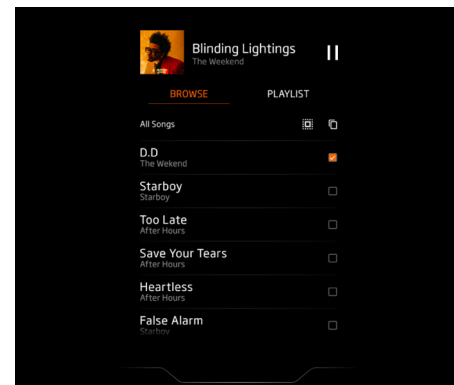 Blinding Lightings
The Weekend
BROWSE
PLAYLIST
All Songs
D.D
The Wekend
Starboy
Starboy
Too Late
After Hours
Save Your Tears
After Hours
Heartless
After Hours
False Alarm
Starboy